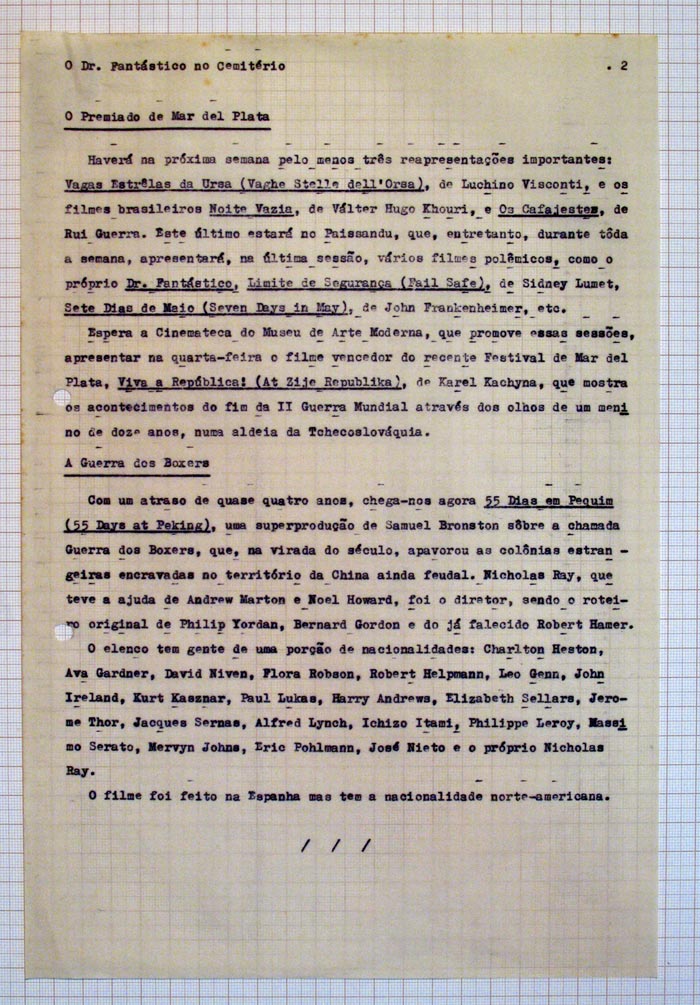 O Dr. Fantástico no Cemitério . 2
O Premiado de Mar del Plata
Haverá na próxima semana pelo menos três reapresentações importantes:
Vagas Estrêlas da Ursa (Vaghe Stelle dell'Orsa), de Luchino Visconti, e os
filmes brasileiros Noite Vazia, de Válter Hugo Khouri, e Os Cafajestes, de
Rui Guerra. Êste último estará no Paissandu, que, entretanto, durante tôda
a semana, apresentará, na última sessão, vários filmes polêmicos, como o
próprio Dr. Fantástico, Limite de Segurança (Fail Safe), de Sidney Lumet,
Sete Dias de Maio (Seven Days in May), de John Frankenheimer, etc.
Espera a Cinemateca do Museu de Arte Moderna, que promove essas sessões,
apresentar na quarta-feira o filme vencedor do recente Festival de Mar del
Plata, Viva a República! (At Zije Republika), de Karel Kachyna, que mostra
os acontecimentos do fim da II Guerra Mundial através dos olhos de um meni
no de doze anos, numa aldeia da Tchecoslováquia.
A Guerra dos Boxers
Com um atraso de quase quatro anos, chega-nos agora 55 Dias em Pequim
(55 Days at Peking), uma superprodução de Samuel Bronston sôbre a chamada
Guerra dos Boxers, que, na virada do século, apavorou as colônias estran -
geiras encravadas no território da China ainda feudal. Nicholas Ray, que
teve a ajuda de Andrew Marton e Noel Howard, foi o diretor, sendo o rotei-
ro original de Philip Yordan, Bernard Gordon e do já falecido Robert Hamer.
O elenco tem gente de uma porção de nacionalidades: Charlton Heston,
Ava Gardner, David Niven, Flora Robson, Robert Helpmann, Leo Genn, John
Ireland, Kurt Kasznar, Paul Lukas, Harry Andrews, Elizabeth Sellars, Jero-
me Thor, Jacques Sernas, Alfred Lynch, Ichizo Itami, Philippe Leroy, Massi
mo Serato, Mervyn Johns, Eric Pohlmann, José Nieto e o próprio Nicholas
Ray.
O filme foi feito na Espanha mas tem a nacionalidade norte-americana.
/ / /